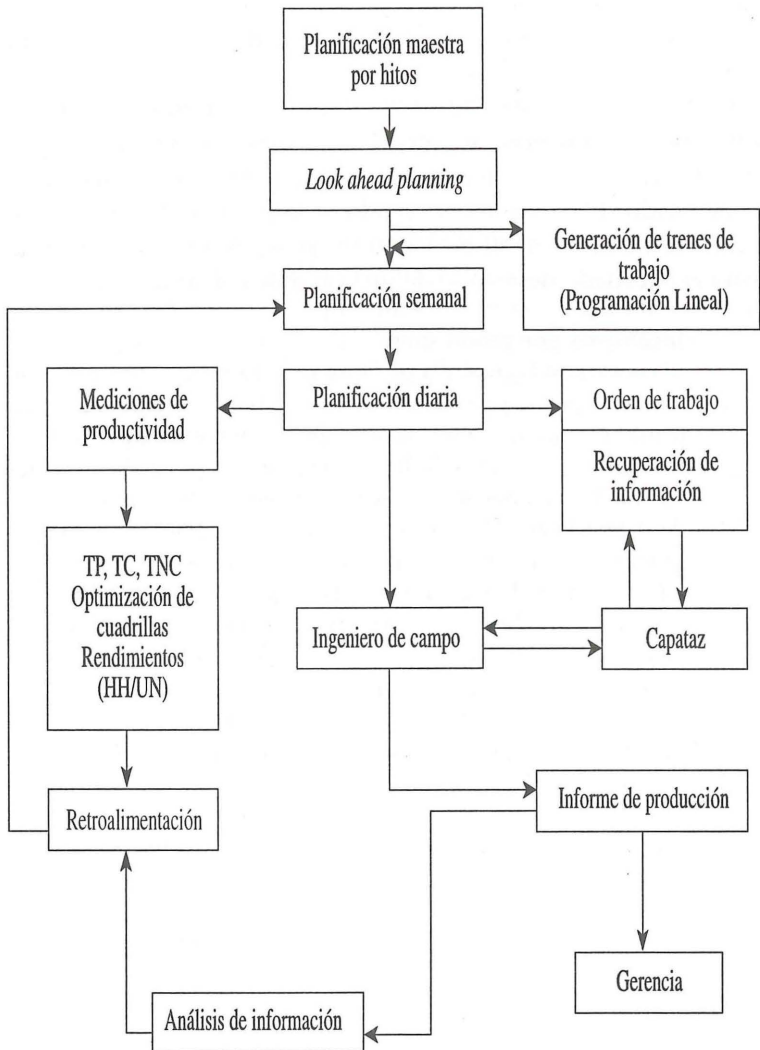 Planificación maestra
por hitos
Look ahead planning
Generación de trenes de
trabajo
(Programación Lineal)
Planificación semanal
Mediciones de
productividad
Planificación diaria
Orden de trabajo
Recuperación de
información
TP, TC, TNC
Optimización de
cuadrillas
Rendimientos
(HH/UN)
Ingeniero de campo
Capataz
Retroalimentación
Informe de producción
Gerencia
Análisis de información